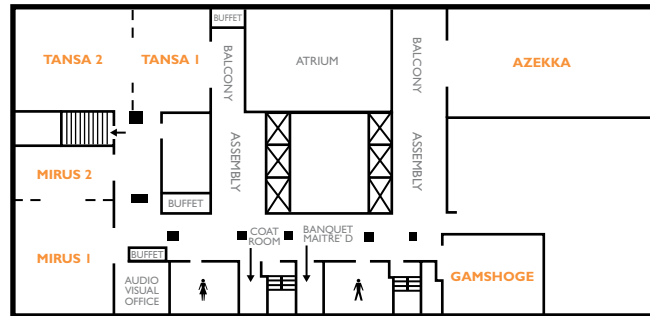 BUFFET
TANSA 2
TANSA 1
BALCONY
ATRIUM
BALCONY
AZEKKA
ASSEMBLY
ASSEMBLY
MIRUS 2
BUFFET
COAT
ROOM
BANQUET
MAITRE' D
MIRUS 1
BUFFET
AUDIO
VISUAL
OFFICE
GAMSHOGE